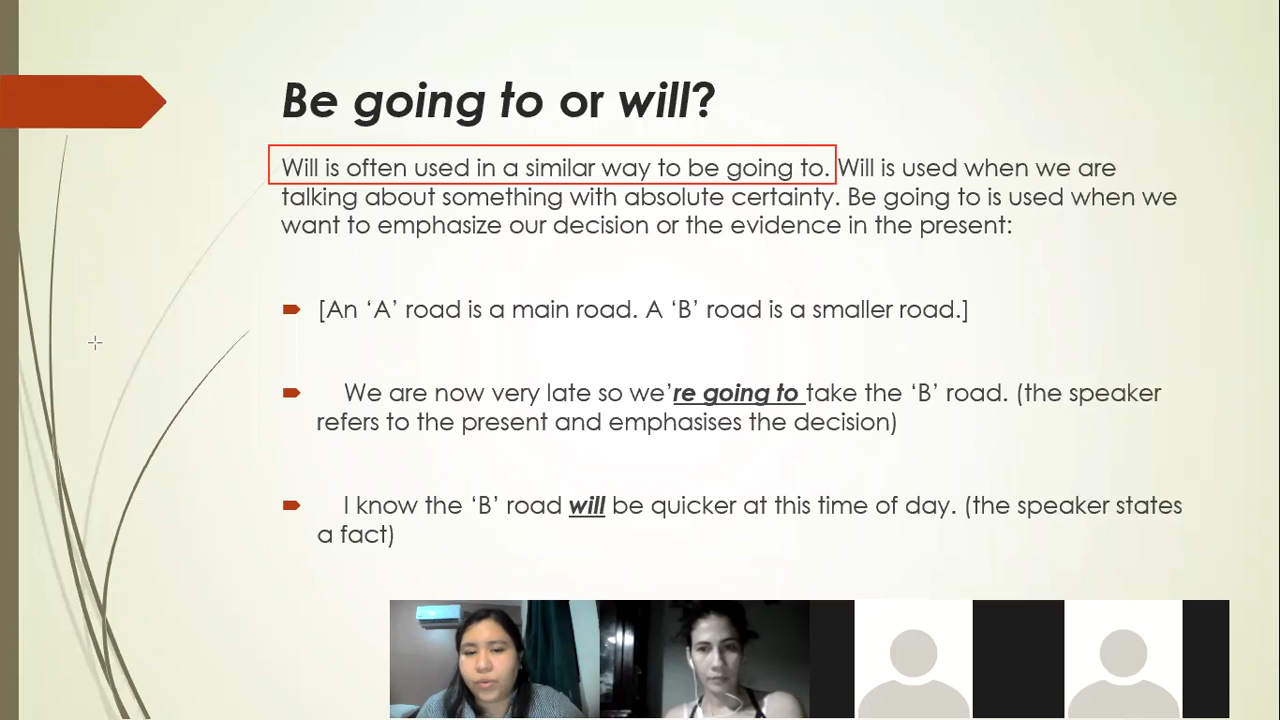 Be going to or will?
Will is often used in a similar way to be going to. Will is used when we are
talking about something with absolute certainty. Be going to is used when we
want to emphasize our decision or the evidence in the present:
[An ‘A’ road is a main road. A ‘B’ road is a smaller road.]
We are now very late so we’re going to take the ‘B’ road. (the speaker
refers to the present and emphasises the decision)
I know the ‘B’ road will be quicker at this time of day. (the speaker states
a fact)